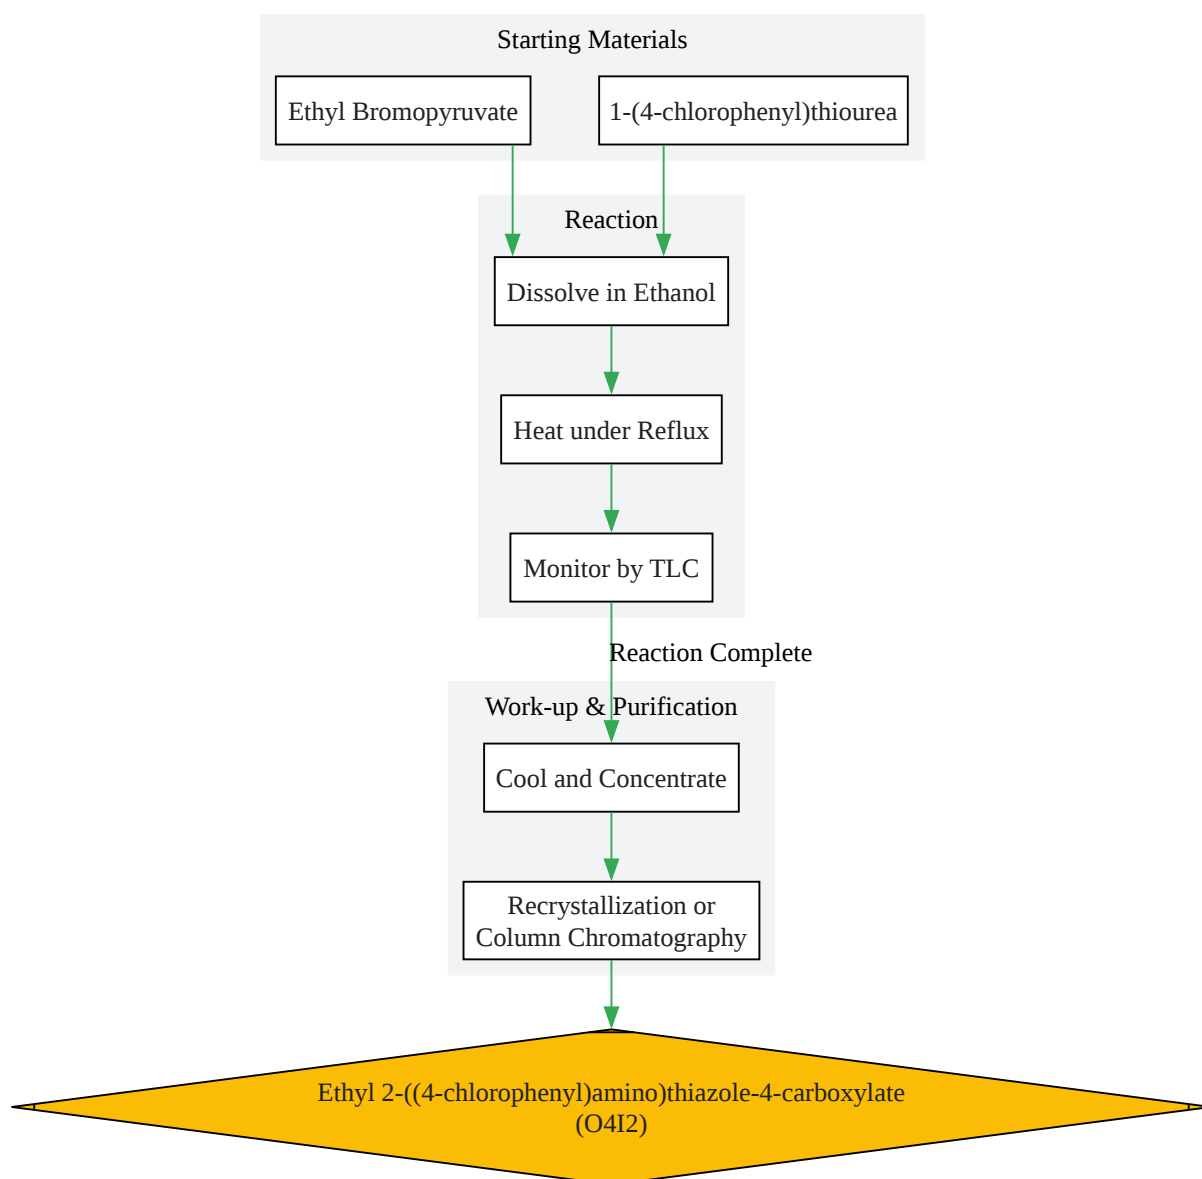 Starting Materials
Ethyl Bromopyruvate
1-(4-chlorophenyl)thiourea
Reaction
Dissolve in Ethanol
Heat under Reflux
Monitor by TLC
Reaction Complete
Work-up & Purification
Cool and Concentrate
Recrystallization or
Column Chromatography
Ethyl 2-((4-chlorophenyl)amino)thiazole-4-carboxylate
(O4I2)